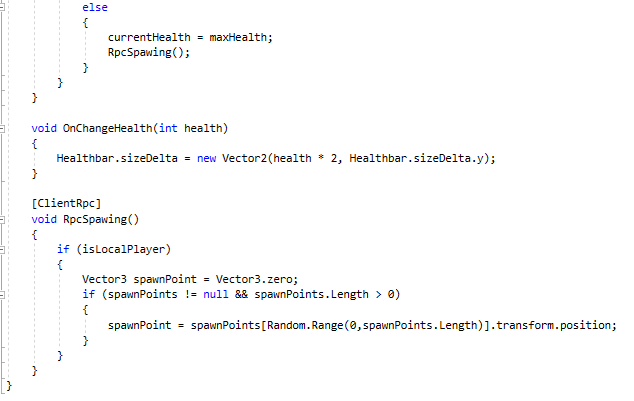 else
{
currentHealth = maxHealth;
RpcSpawing();
}
}
}
void OnChangeHealth(int health)
{
Healthbar.sizeDelta = new Vector2(health * 2, Healthbar.sizeDelta.y);
}
[ClientRpc]
void RpcSpawing()
{
if (isLocalPlayer)
{
Vector3 spawnPoint = Vector3.zero;
if (spawnPoints != null && spawnPoints.Length > 0)
{
spawnPoint = spawnPoints[Random.Range(0,spawnPoints.Length)].transform.position;
}
}
}
}